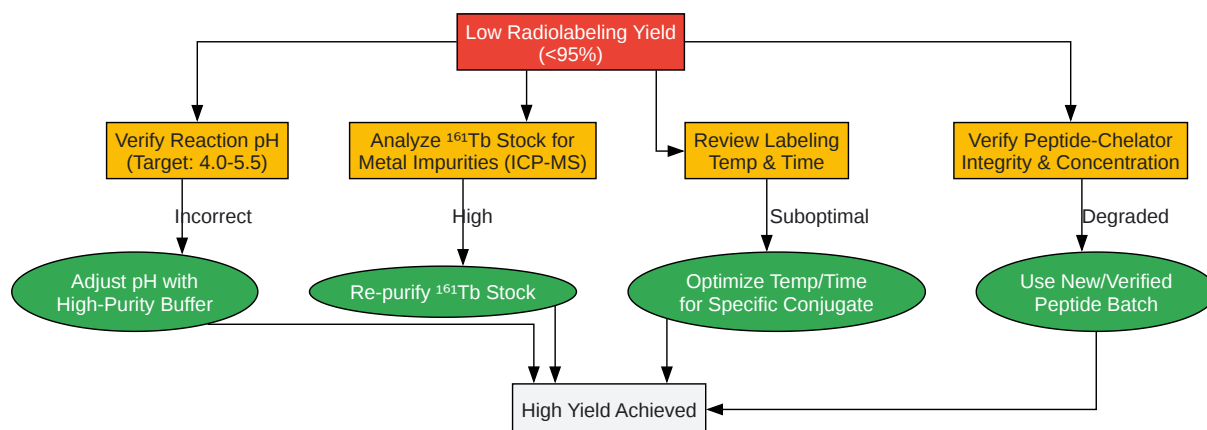 Low Radiolabeling Yield
(<95%)
Verify Reaction pH
(Target: 4.0-5.5)
Analyze ¹⁶¹Tb Stock for
Metal Impurities (ICP-MS)
Review Labeling
Temp & Time
Verify Peptide-Chelator
Integrity & Concentration
Incorrect
High
Suboptimal
Degraded
Adjust pH with
High-Purity Buffer
Re-purify ¹⁶¹Tb Stock
Optimize Temp/Time
for Specific Conjugate
Use New/Verified
Peptide Batch
High Yield Achieved